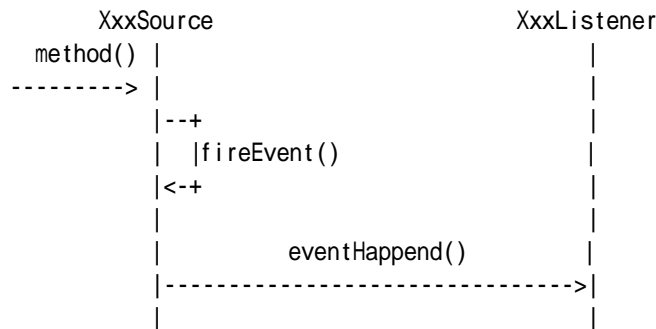 XxxSource XxxListener
method() | |
---------> | |
|--+ |
| |fireEvent() |
|<-+ |
| |
| eventHappend() |
|-------------------------------->|
| |